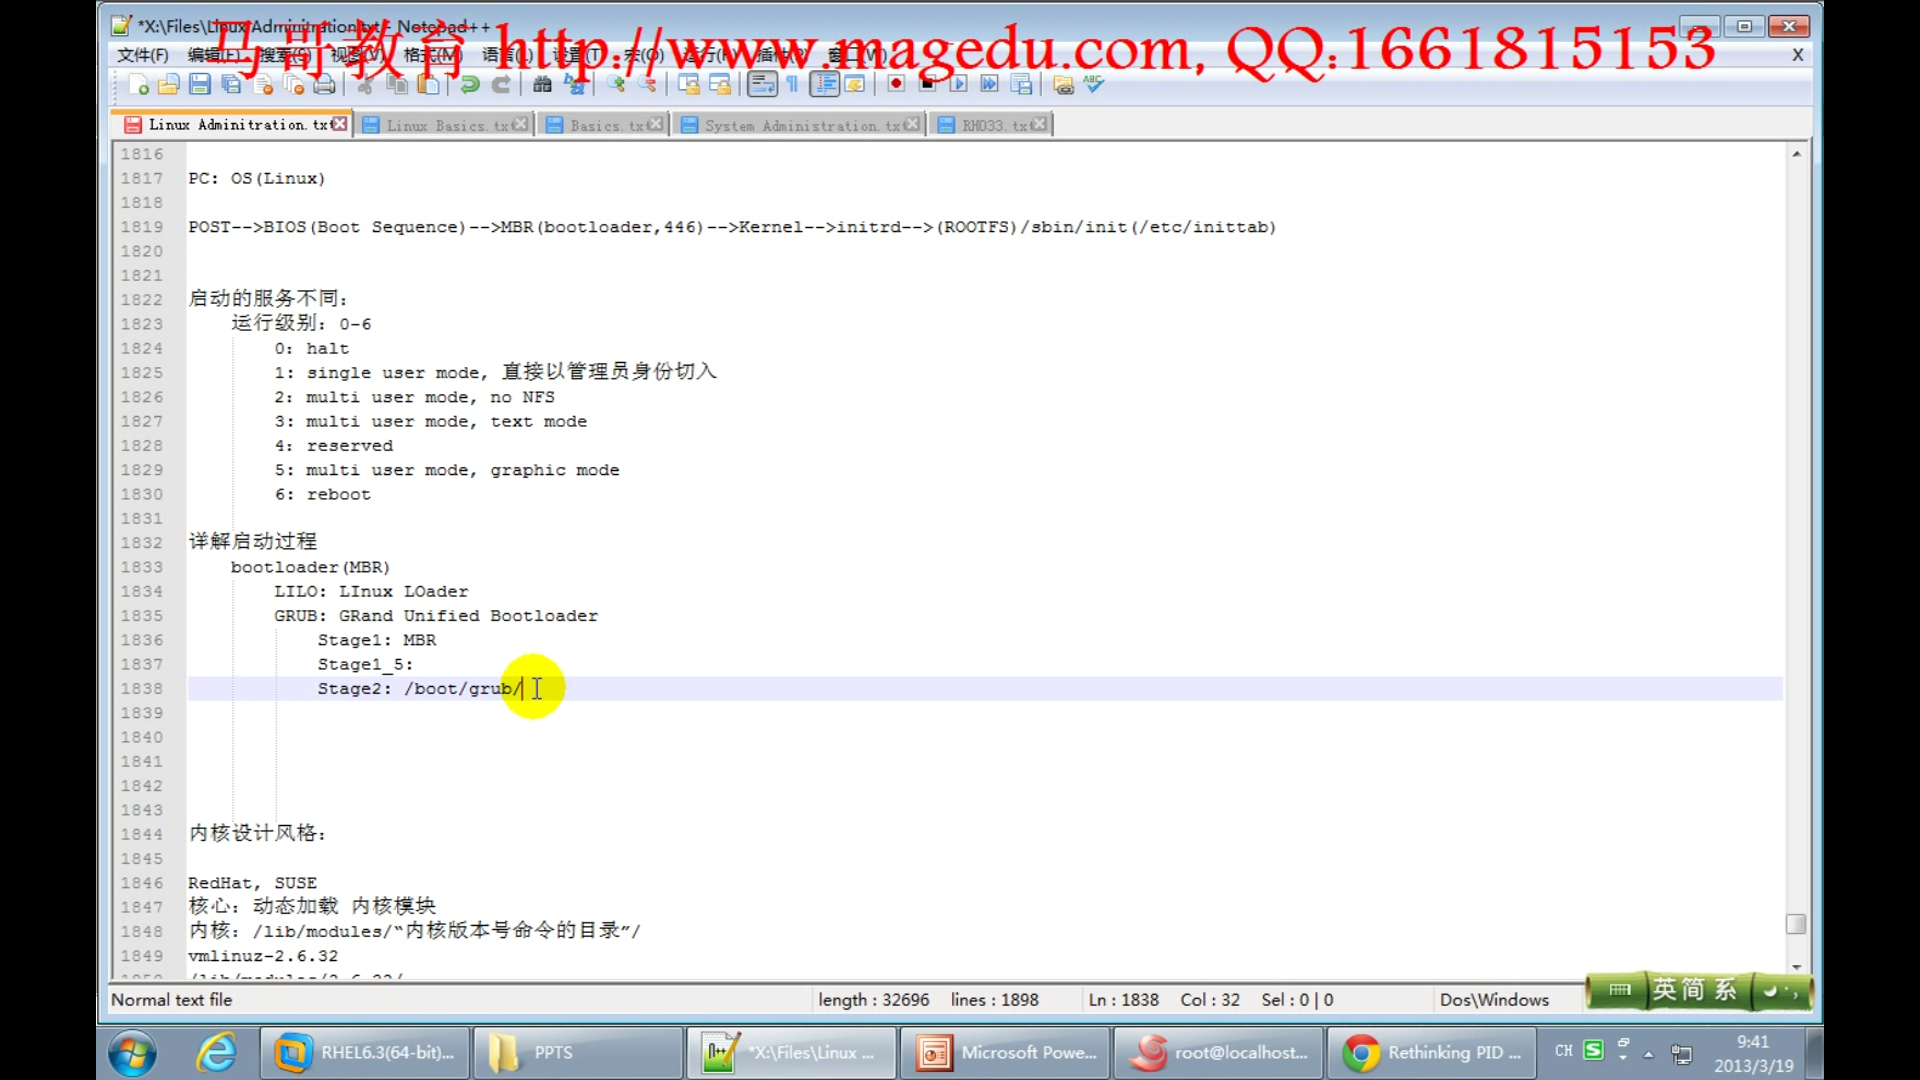 *X:\Files\Linux Adminitration.txt - Notepad++
马哥教育 http://www.magedu.com, QQ:1661815153
文件(F) 编辑(E) 搜索(S) 视图(V) 格式(M) 语言(L) 设置(T) 宏(O) 运行(R) 插件(P) 窗口(W) X
Linux Adminitration.txt Linux Basics.txt Basics.txt System Administration.txt RH033.txt
1816
1817 PC: OS(Linux)
1818
1819 POST-->BIOS(Boot Sequence)-->MBR(bootloader,446)-->Kernel-->initrd-->(ROOTFS)/sbin/init(/etc/inittab)
1820
1821
1822 启动的服务不同:
1823 运行级别: 0-6
1824 0: halt
1825 1: single user mode, 直接以管理员身份切入
1826 2: multi user mode, no NFS
1827 3: multi user mode, text mode
1828 4: reserved
1829 5: multi user mode, graphic mode
1830 6: reboot
1831
1832 详解启动过程
1833 bootloader(MBR)
1834 LILO: LInux LOader
1835 GRUB: GRand Unified Bootloader
1836 Stage1: MBR
1837 Stage1_5:
1838 Stage2: /boot/grub/
1839
1840
1841
1842
1843
1844 内核设计风格:
1845
1846 RedHat, SUSE
1847 核心: 动态加载 内核模块
1848 内核: /lib/modules/“内核版本号命令的目录”/
1849 vmlinuz-2.6.32
1850 /lib/modules/2.6.32/
Normal text file length : 32696 lines : 1898 Ln : 1838 Col : 32 Sel : 0 | 0 Dos\Windows
英简系
RHEL6.3(64-bit)... PPTS *X:\Files\Linux ... Microsoft Powe... root@localhost... Rethinking PID ... CH 9:41
2013/3/19